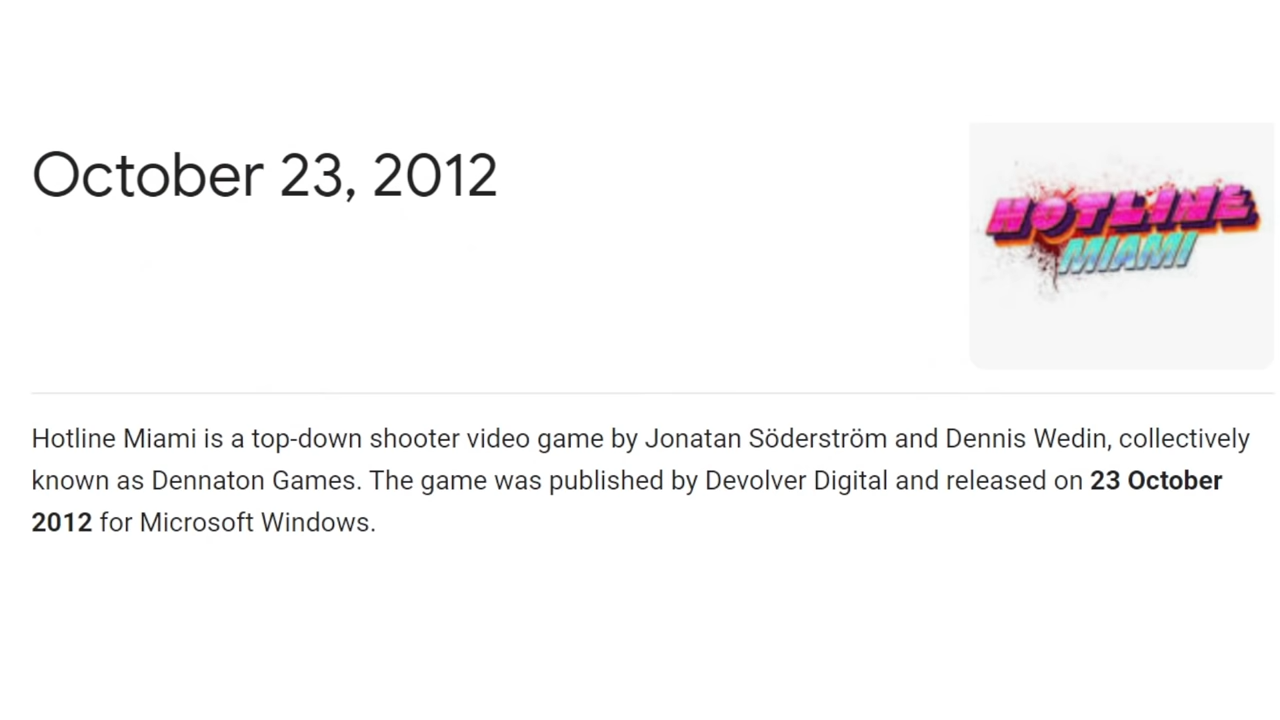 October 23, 2012
HOTLINE
MIAMI
Hotline Miami is a top-down shooter video game by Jonatan Söderström and Dennis Wedin, collectively
known as Dennaton Games. The game was published by Devolver Digital and released on 23 October
2012 for Microsoft Windows.